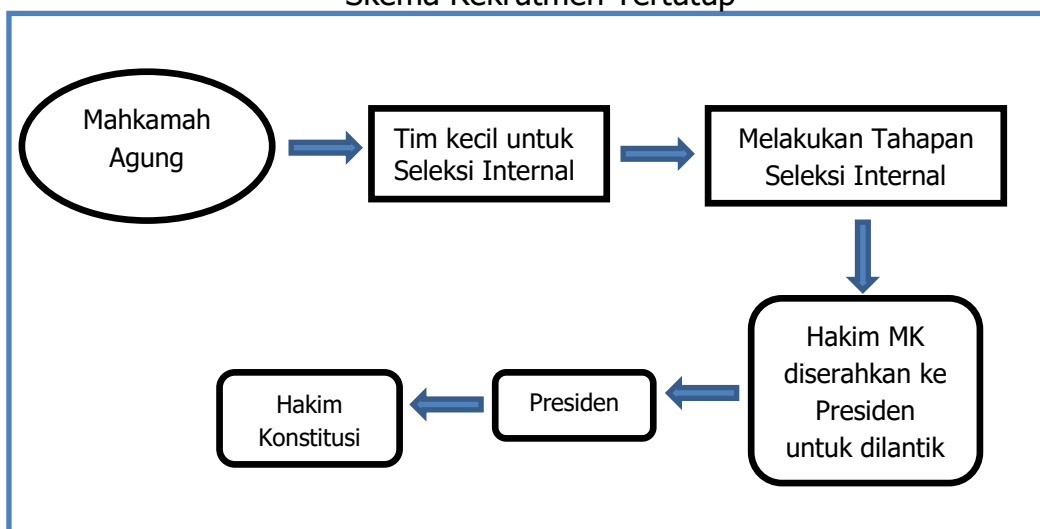 Skema Rekrutmen Tertutup
Mahkamah
Agung
Tim kecil untuk
Seleksi Internal
Melakukan Tahapan
Seleksi Internal
Hakim MK
diserahkan ke
Presiden
untuk dilantik
Presiden
Hakim
Konstitusi